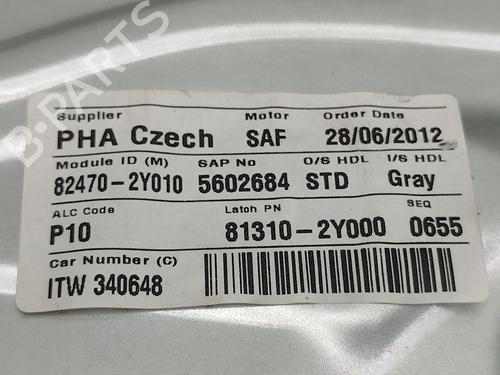 B-PARTS
Supplier Motor Order Date
PHA Czech SAF 28/06/2012
Module ID (M) SAP No O/S HDL I/S HDL
82470-2Y010 5602684 STD Gray
ALC Code Latch PN SEQ
P10 81310-2Y000 0655
Car Number (C)
ITW 340648